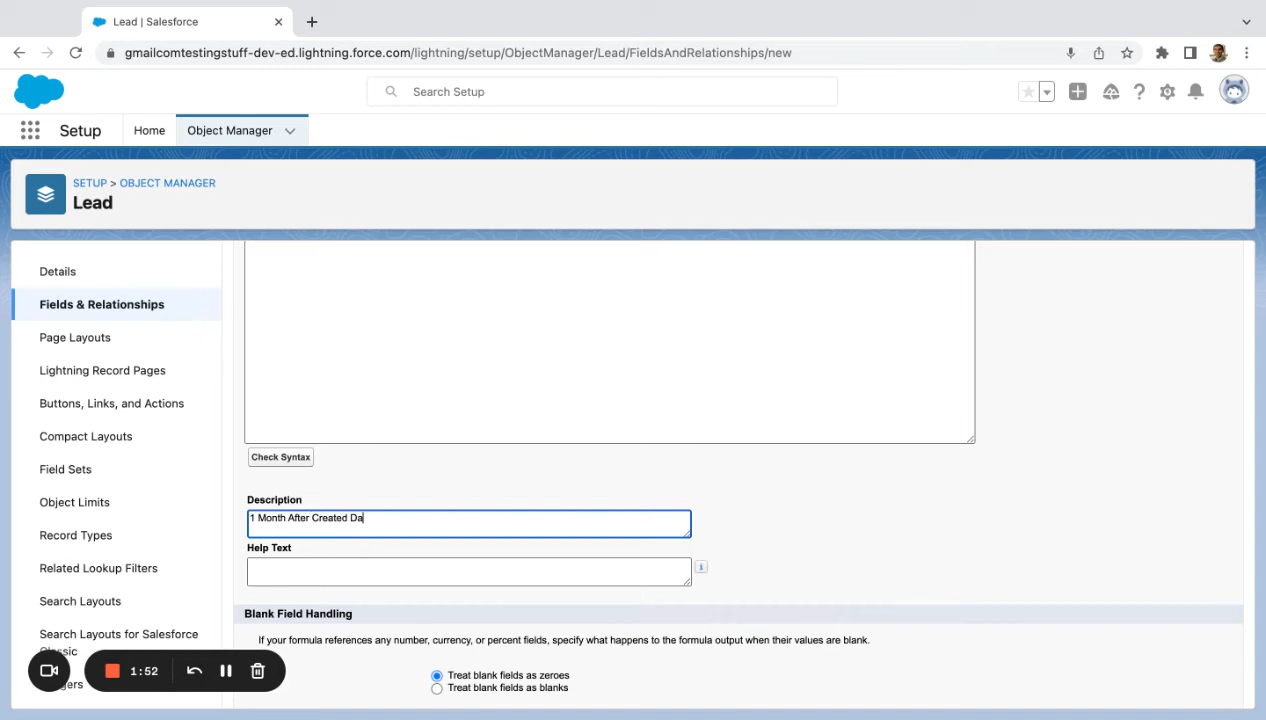 Lead | Salesforce
gmailcomtestingstuff-dev-ed.lightning.force.com/lightning/setup/ObjectManager/Lead/FieldsAndRelationships/new
Search Setup
Setup
Home
Object Manager
SETUP > OBJECT MANAGER
Lead
Details
Fields & Relationships
Page Layouts
Lightning Record Pages
Buttons, Links, and Actions
Compact Layouts
Field Sets
Object Limits
Record Types
Related Lookup Filters
Search Layouts
Search Layouts for Salesforce
Check Syntax
Description
1 Month After Created Da
Help Text
Blank Field Handling
If your formula references any number, currency, or percent fields, specify what happens to the formula output when their values are blank.
Treat blank fields as zeroes
Treat blank fields as blanks
1:52